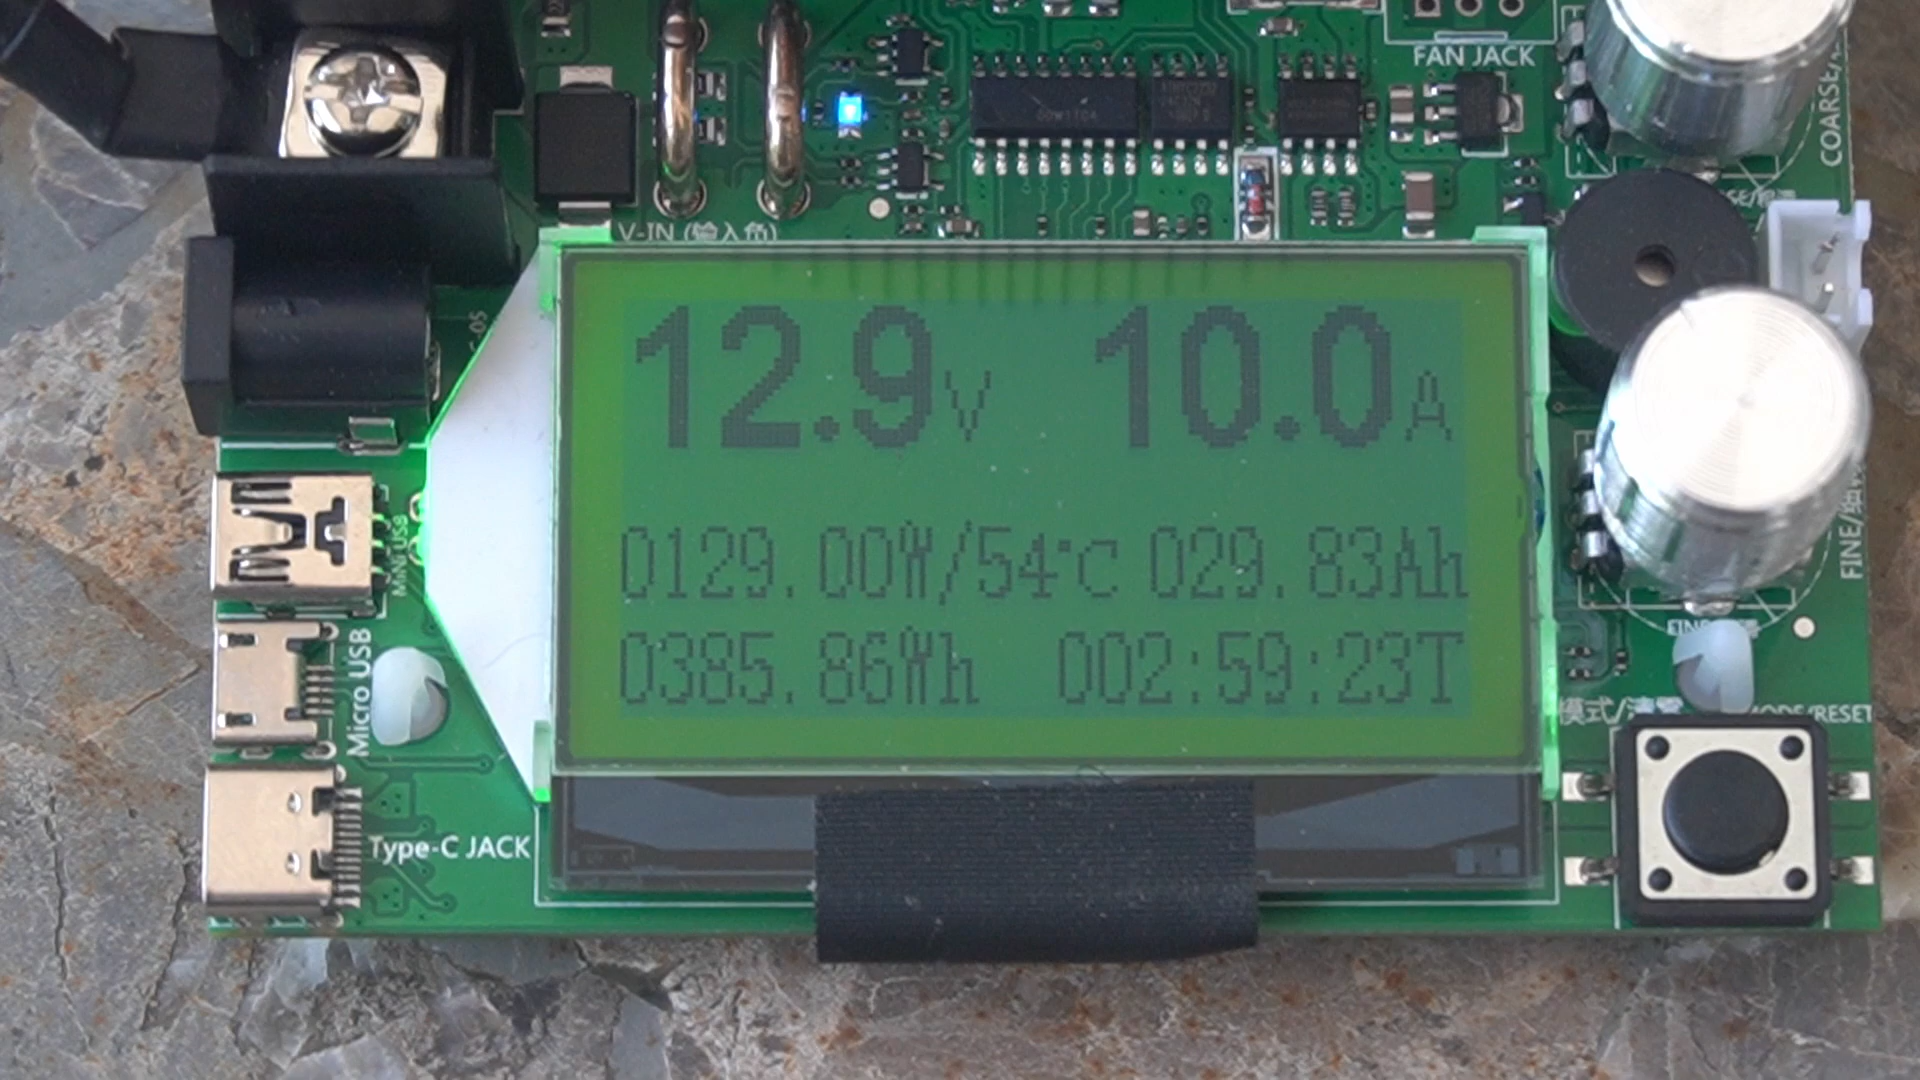 FAN JACK
COARSE/
V-IN (输入负)
12.9V 10.0A
0129.00W/54℃ 029.83Ah
0385.86Wh 002:59:23T
MINI USB
FINE/
Micro USB
模式/清零 MODE/RESET
Type-C JACK